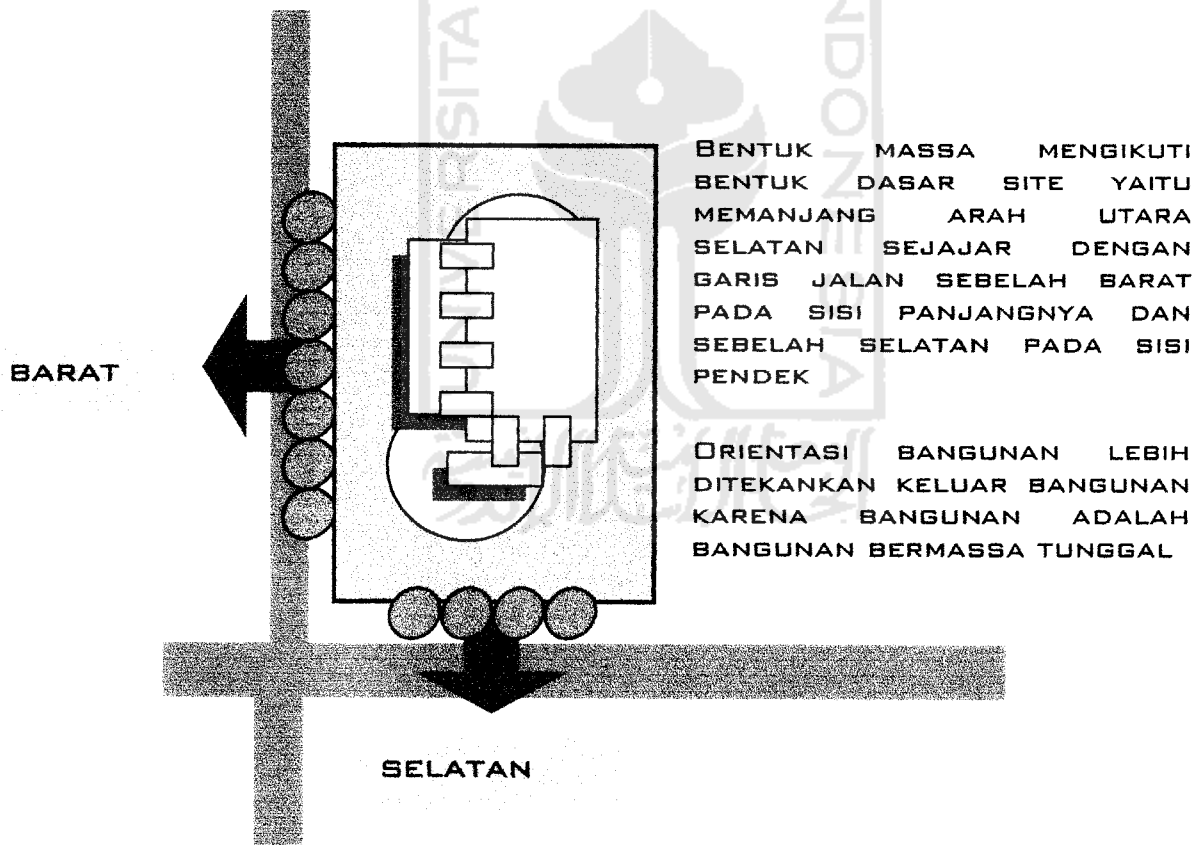 BENTUK MASSA MENGIKUTI
BENTUK DASAR SITE YAITU
MEMANJANG ARAH UTARA
SELATAN SEJAJAR DENGAN
GARIS JALAN SEBELAH BARAT
PADA SISI PANJANGNYA DAN
SEBELAH SELATAN PADA SISI
PENDEK
ORIENTASI BANGUNAN LEBIH
DITEKANKAN KELUAR BANGUNAN
KARENA BANGUNAN ADALAH
BANGUNAN BERMASSA TUNGGAL
BARAT
SELATAN
UNIVERSITA
NDONESIA